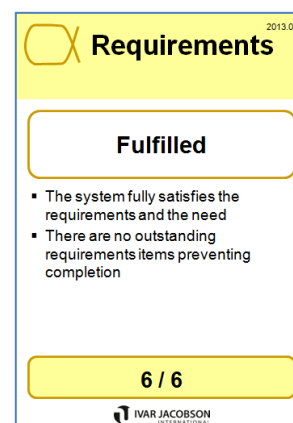 2013.0
Requirements
Fulfilled
▪ The system fully satisfies the
requirements and the need
▪ There are no outstanding
requirements items preventing
completion
6 / 6
IVAR JACOBSON
INTERNATIONAL